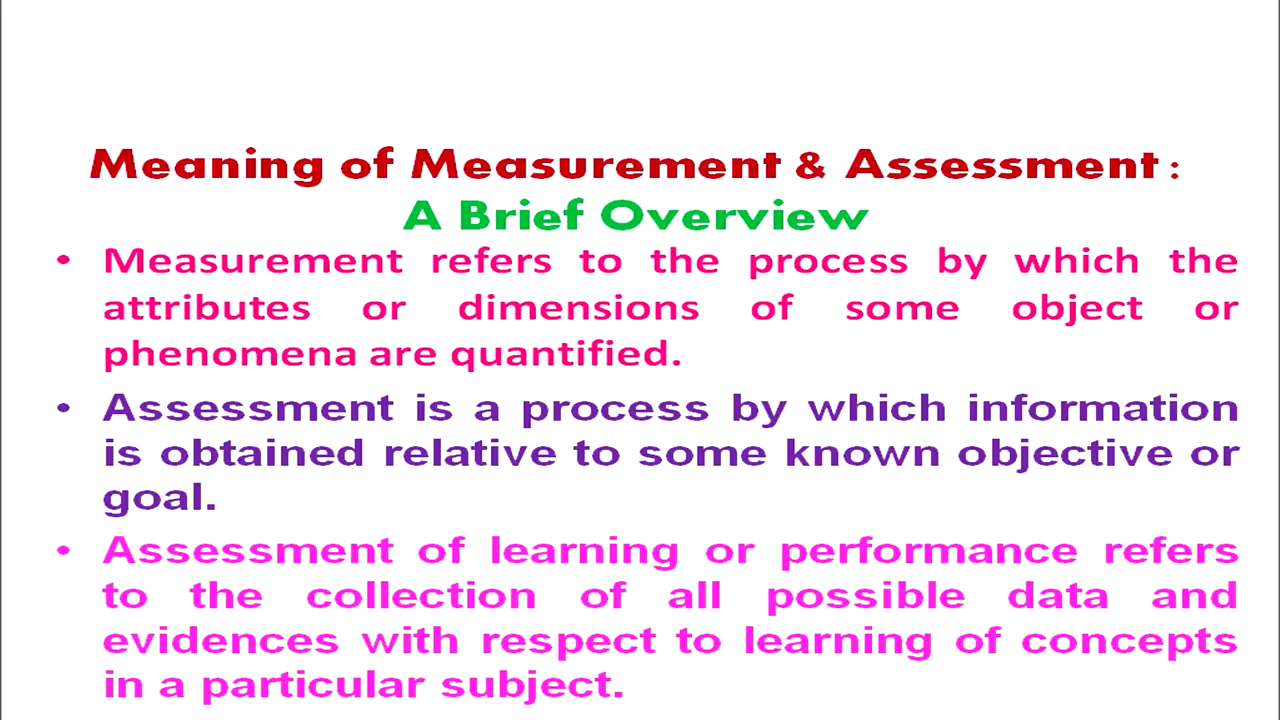 Meaning of Measurement & Assessment :
A Brief Overview
• Measurement refers to the process by which the
attributes or dimensions of some object or
phenomena are quantified.
• Assessment is a process by which information
is obtained relative to some known objective or
goal.
• Assessment of learning or performance refers
to the collection of all possible data and
evidences with respect to learning of concepts
in a particular subject.